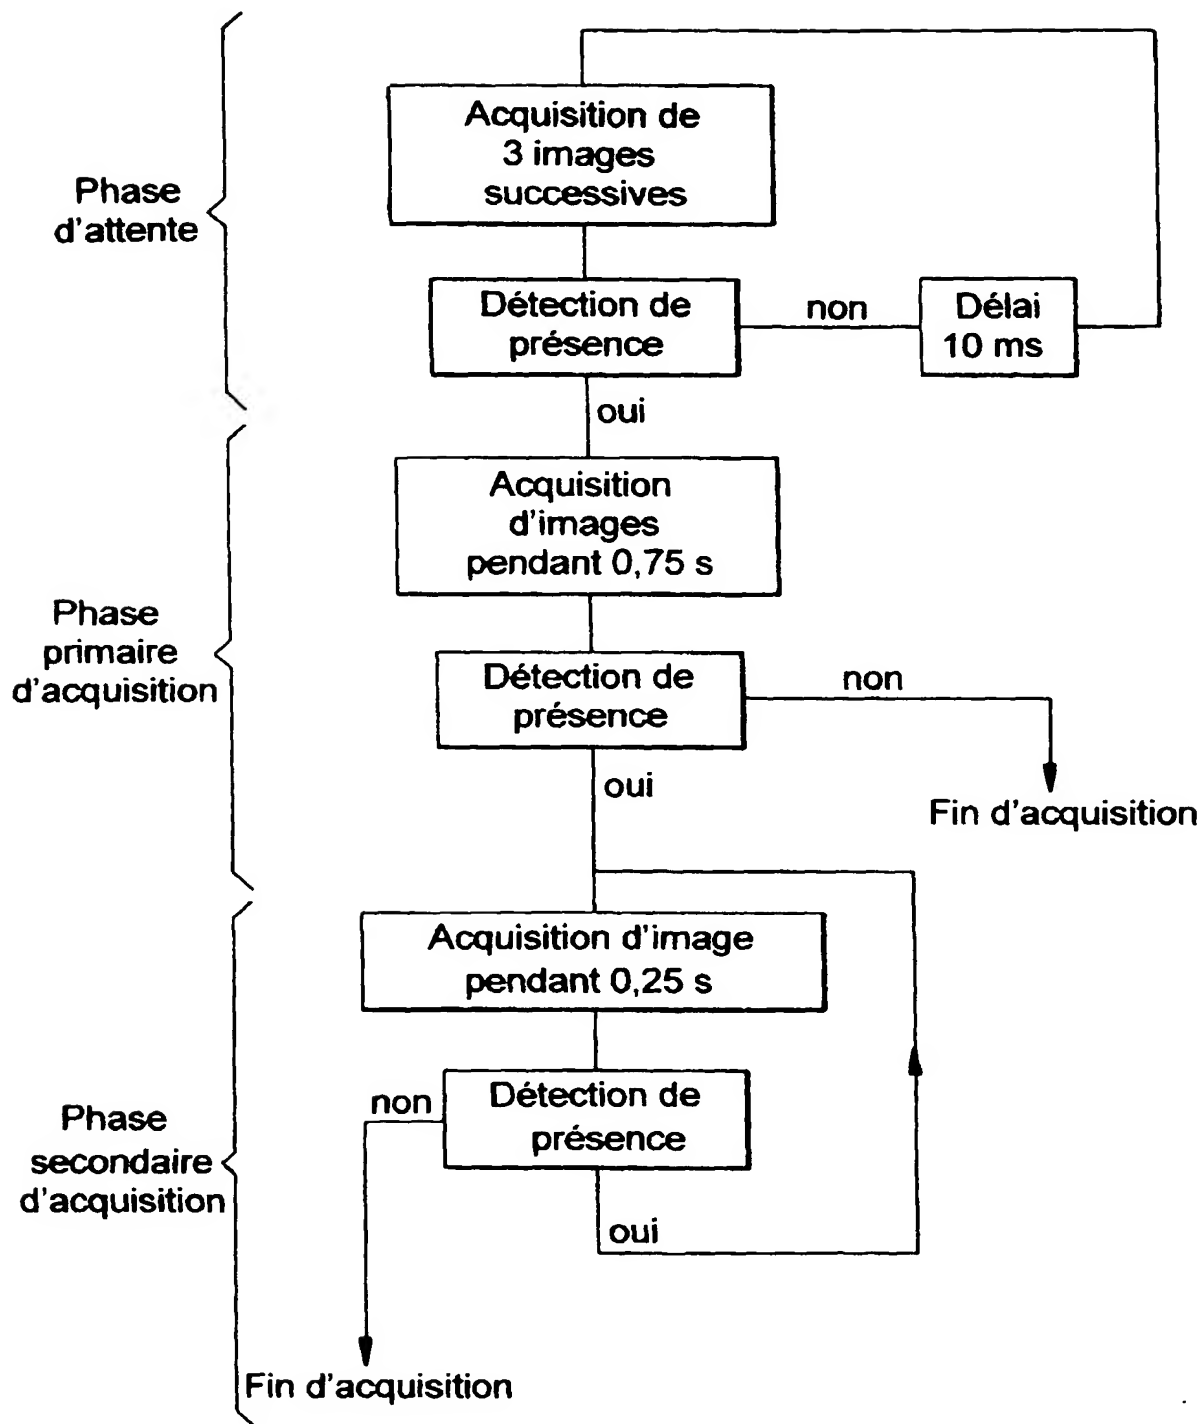 Phase
d'attente
Acquisition de
3 images
successives
Détection de
présence
non
Délai
10 ms
oui
Phase
primaire
d'acquisition
Acquisition
d'images
pendant 0,75 s
Détection de
présence
non
oui
Fin d'acquisition
Phase
secondaire
d'acquisition
Acquisition d'image
pendant 0,25 s
non
Détection de
présence
oui
Fin d'acquisition